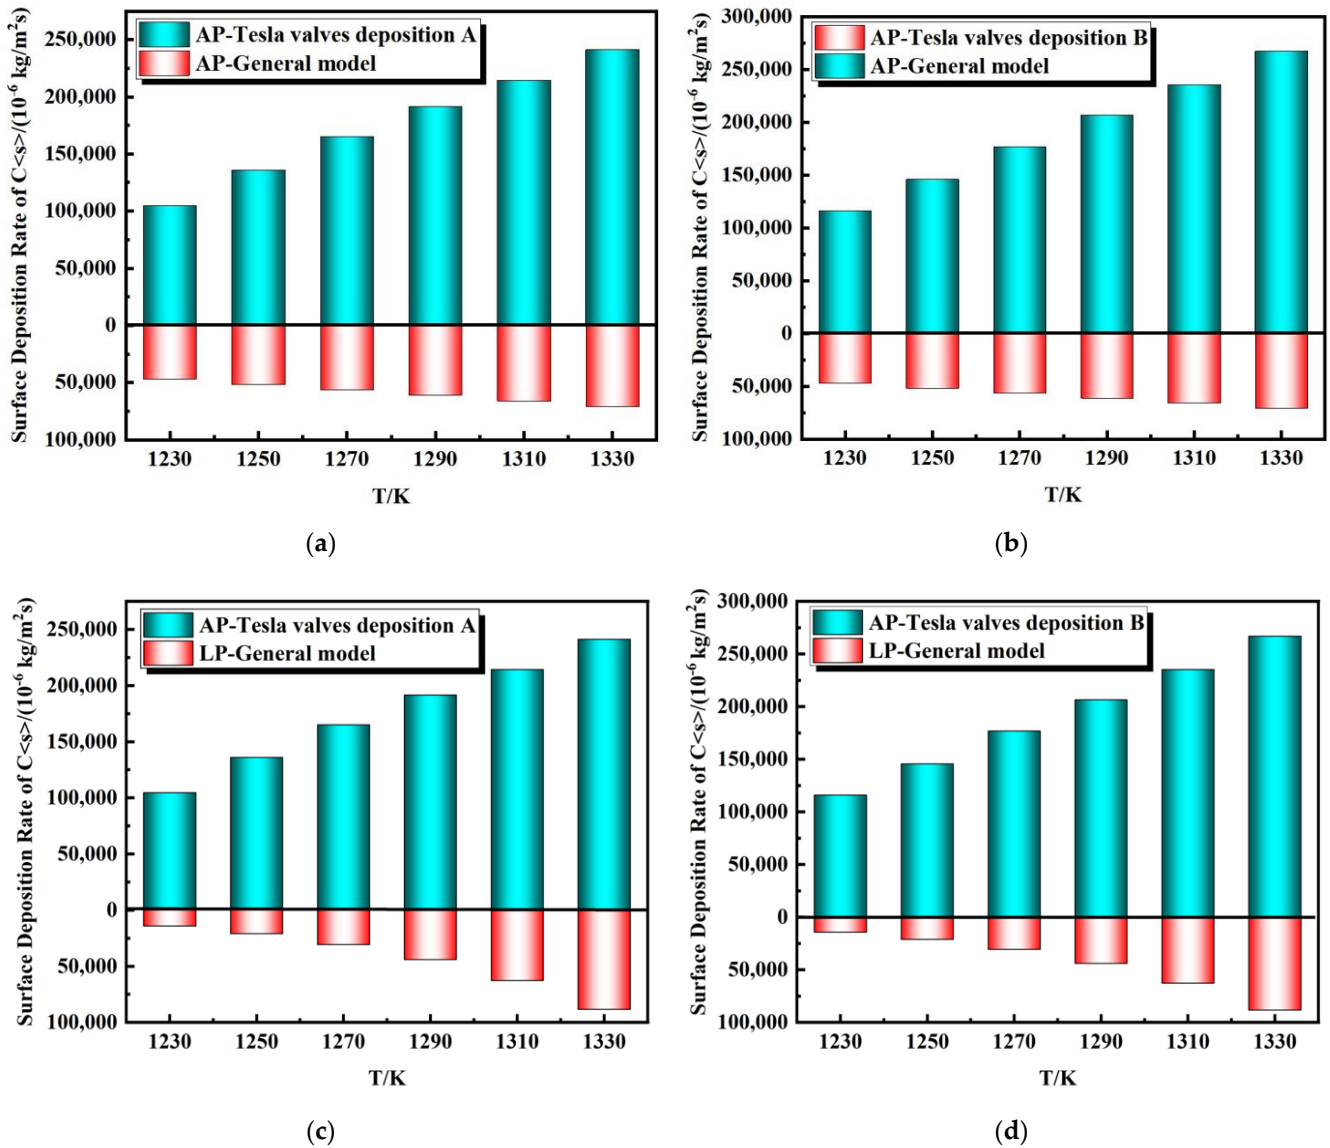 Surface Deposition Rate of C<s>/(10⁻⁶ kg/m²s)
AP-Tesla valves deposition A
AP-General model
250,000
200,000
150,000
100,000
50,000
0
50,000
100,000
1230 1250 1270 1290 1310 1330
T/K
(a)
Surface Deposition Rate of C<s>/(10⁻⁶ kg/m²s)
AP-Tesla valves deposition B
AP-General model
300,000
250,000
200,000
150,000
100,000
50,000
0
50,000
100,000
1230 1250 1270 1290 1310 1330
T/K
(b)
Surface Deposition Rate of C<s>/(10⁻⁶ kg/m²s)
AP-Tesla valves deposition A
LP-General model
250,000
200,000
150,000
100,000
50,000
0
50,000
100,000
1230 1250 1270 1290 1310 1330
T/K
(c)
Surface Deposition Rate of C<s>/(10⁻⁶ kg/m²s)
AP-Tesla valves deposition B
LP-General model
300,000
250,000
200,000
150,000
100,000
50,000
0
50,000
100,000
1230 1250 1270 1290 1310 1330
T/K
(d)